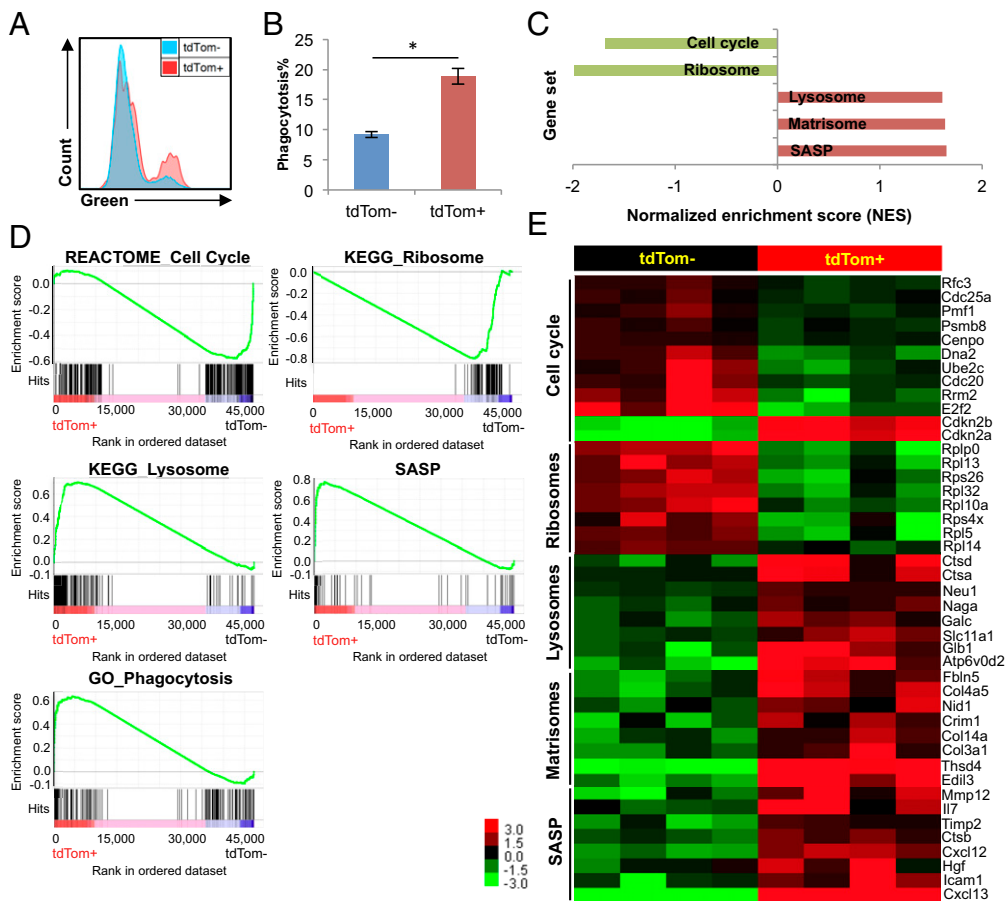 A
tdTom-
tdTom+
Count
Green
B
*
Phagocytotsis%
25
20
15
10
5
0
tdTom-
tdTom+
C
Gene set
Cell cycle
Ribosome
Lysosome
Matrisome
SASP
-2
-1
0
1
2
Normalized enrichment score (NES)
D
REACTOME_Cell Cycle
Enrichment score
0.0
-0.2
-0.4
-0.6
Hits
0
15,000
30,000
45,000
tdTom+
tdTom-
Rank in ordered dataset
KEGG_Ribosome
Enrichment score
0.0
-0.2
-0.4
-0.6
-0.8
Hits
0
15,000
30,000
45,000
tdTom+
tdTom-
Rank in ordered dataset
KEGG_Lysosome
Enrichment score
0.6
0.4
0.2
0.0
-0.1
Hits
0
15,000
30,000
45,000
tdTom+
tdTom-
Rank in ordered dataset
SASP
Enrichment score
0.8
0.6
0.4
0.2
0.0
-0.1
Hits
0
15,000
30,000
45,000
tdTom+
tdTom-
Rank in ordered dataset
GO_Phagocytosis
Enrichment score
0.6
0.4
0.2
0.0
-0.1
Hits
0
15,000
30,000
45,000
tdTom+
tdTom-
Rank in ordered dataset
3.0
1.5
0.0
-1.5
-3.0
E
tdTom-
tdTom+
Cell cycle
Rfc3
Cdc25a
Pmf1
Psmb8
Cenpo
Dna2
Ube2c
Cdc20
Rrm2
E2f2
Cdkn2b
Cdkn2a
Ribosomes
Rplp0
Rpl13
Rps26
Rpl32
Rpl10a
Rps4x
Rpl5
Rpl14
Lysosomes
Ctsd
Ctsa
Neu1
Naga
Galc
Slc11a1
Glb1
Atp6v0d2
Matrisomes
Fbln5
Col4a5
Nid1
Crim1
Col14a
Col3a1
Thsd4
Edil3
SASP
Mmp12
Il7
Timp2
Ctsb
Cxcl12
Hgf
Icam1
Cxcl13